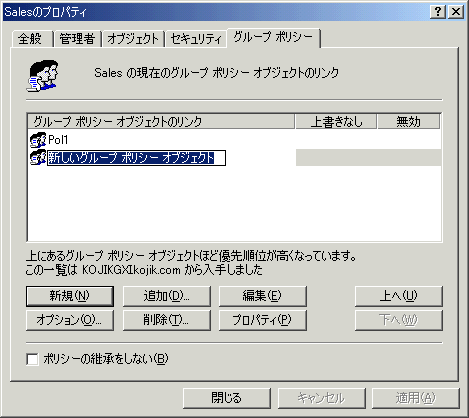 Salesのプロパティ
全般 管理者 オブジェクト セキュリティ グループ ポリシー
Sales の現在のグループ ポリシー オブジェクトのリンク
グループ ポリシー オブジェクトのリンク 上書きなし 無効
Pol1
新しいグループ ポリシー オブジェクト
上にあるグループ ポリシー オブジェクトほど優先順位が高くなっています。
この一覧は KOJIKGXI.kojik.com から入手しました
新規(N) 追加(D)... 編集(E) 上へ(U)
オプション(O)... 削除(T)... プロパティ(P) 下へ(W)
ポリシーの継承をしない(B)
閉じる キャンセル 適用(A)